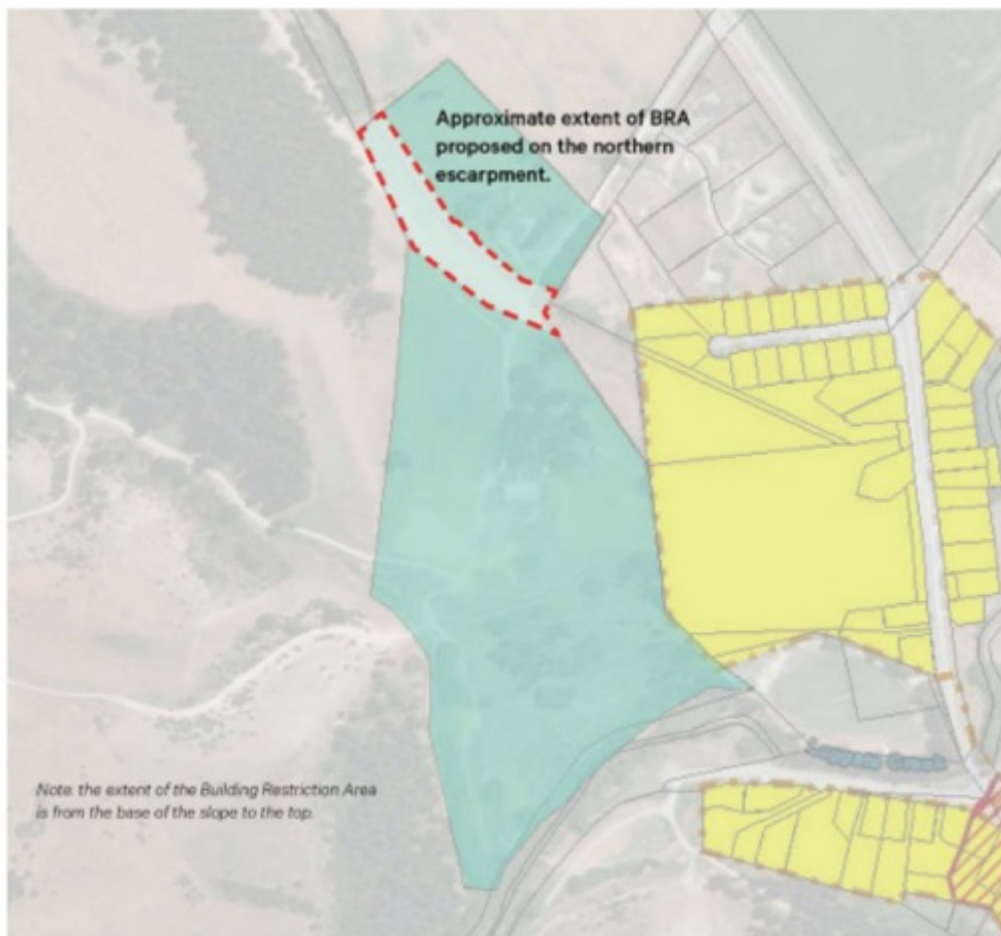 Approximate extent of BRA
proposed on the northern
escarpment.
Note: the extent of the Building Restriction Area
is from the base of the slope to the top.
Creek